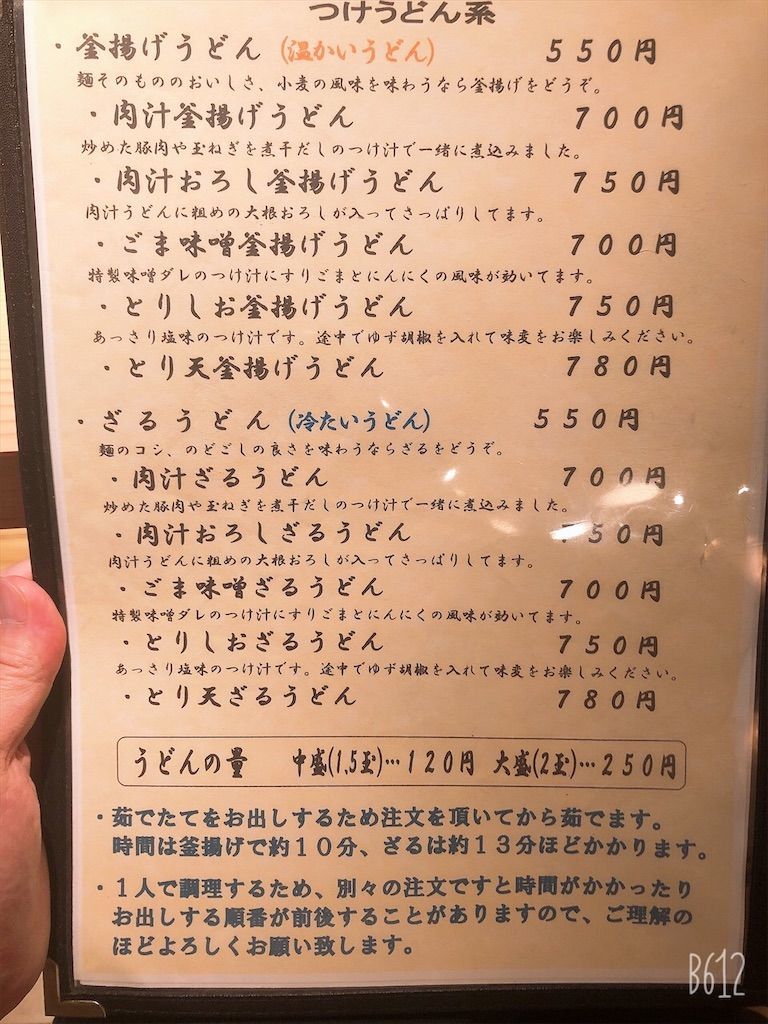 つけうどん系
・釜揚げうどん (温かいうどん) 550円
麺そのもののおいしさ、小麦の風味を味わうなら釜揚げをどうぞ。
・肉汁釜揚げうどん 700円
炒めた豚肉や玉ねぎを煮干だしのつけ汁で一緒に煮込みました。
・肉汁おろし釜揚げうどん 750円
肉汁うどんに粗めの大根おろしが入ってさっぱりしてます。
・ごま味噌釜揚げうどん 700円
特製味噌ダレのつけ汁にすりごまとにんにくの風味が効いてます。
・とりしお釜揚げうどん 750円
あっさり塩味のつけ汁です。途中でゆず胡椒を入れて味変をお楽しみください。
・とり天釜揚げうどん 780円
・ざるうどん (冷たいうどん) 550円
麺のコシ、のどごしの良さを味わうならざるをどうぞ。
・肉汁ざるうどん 700円
炒めた豚肉や玉ねぎを煮干だしのつけ汁で一緒に煮込みました。
・肉汁おろしざるうどん 750円
肉汁うどんに粗めの大根おろしが入ってさっぱりしてます。
・ごま味噌ざるうどん 700円
特製味噌ダレのつけ汁にすりごまとにんにくの風味が効いてます。
・とりしおざるうどん 750円
あっさり塩味のつけ汁です。途中でゆず胡椒を入れて味変をお楽しみください。
・とり天ざるうどん 780円
うどんの量 中盛(1,5玉)…120円 大盛(2玉)…250円
・茹でたてをお出しするため注文を頂いてから茹でます。
時間は釜揚げで約10分、ざるは約13分ほどかかります。
・1人で調理するため、別々の注文ですと時間がかかったり
お出しする順番が前後することがありますので、ご理解の
ほどよろしくお願い致します。
B612